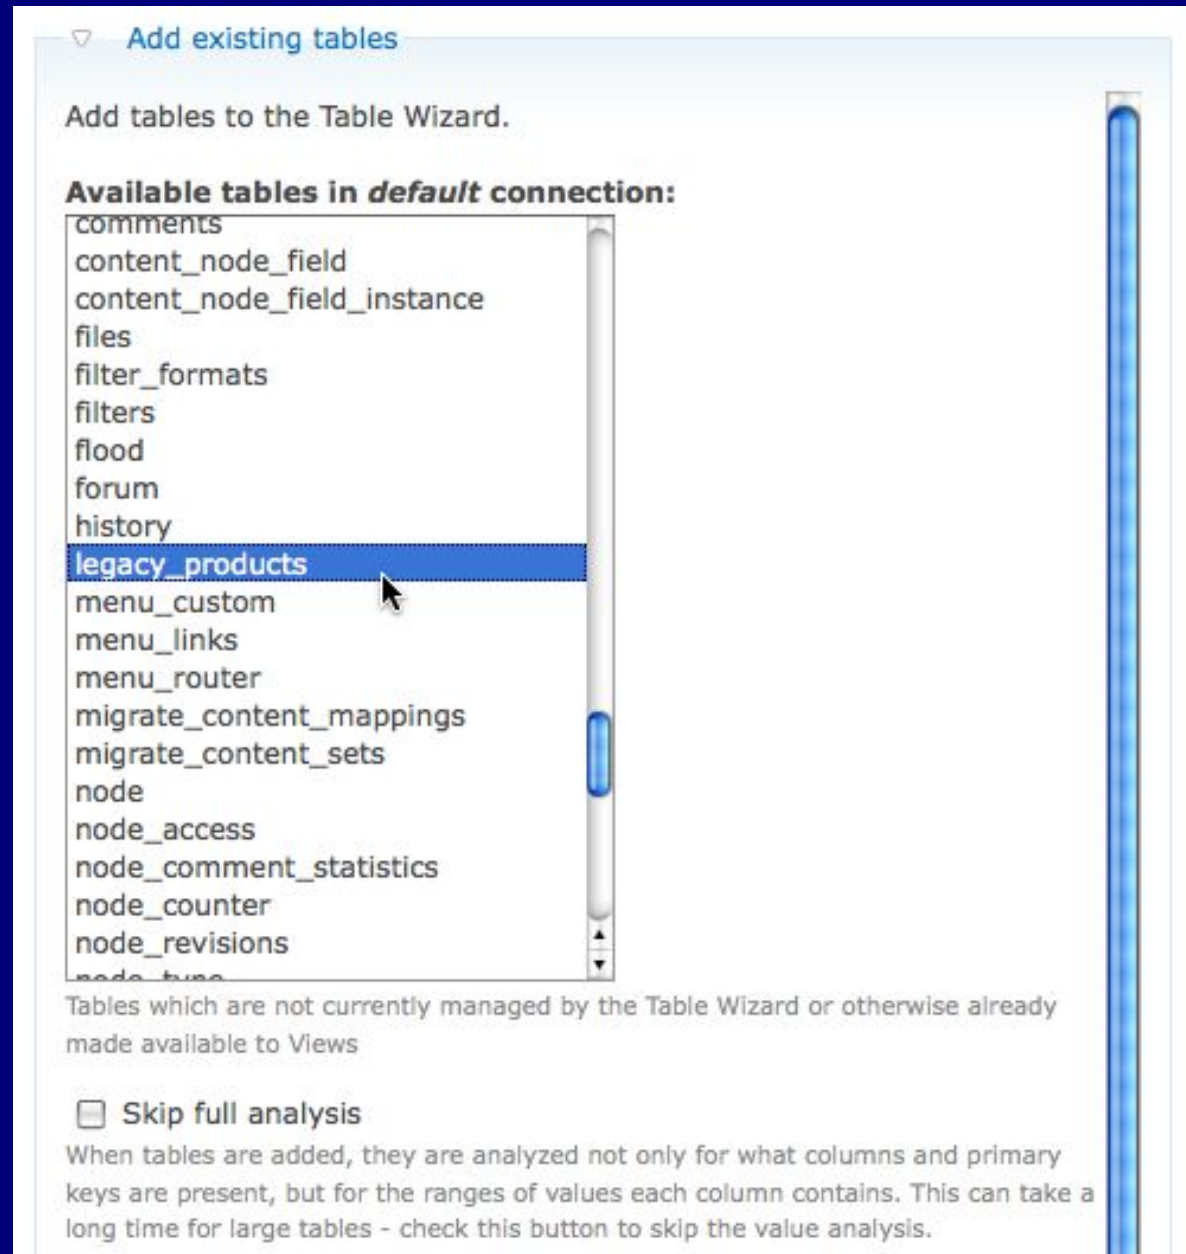 Add existing tables
Add tables to the Table Wizard.
Available tables in default connection:
comments
content_node_field
content_node_field_instance
files
filter_formats
filters
flood
forum
history
legacy_products
menu_custom
menu_links
menu_router
migrate_content_mappings
migrate_content_sets
node
node_access
node_comment_statistics
node_counter
node_revisions
node_type
Tables which are not currently managed by the Table Wizard or otherwise already
made available to Views
Skip full analysis
When tables are added, they are analyzed not only for what columns and primary
keys are present, but for the ranges of values each column contains. This can take a
long time for large tables - check this button to skip the value analysis.